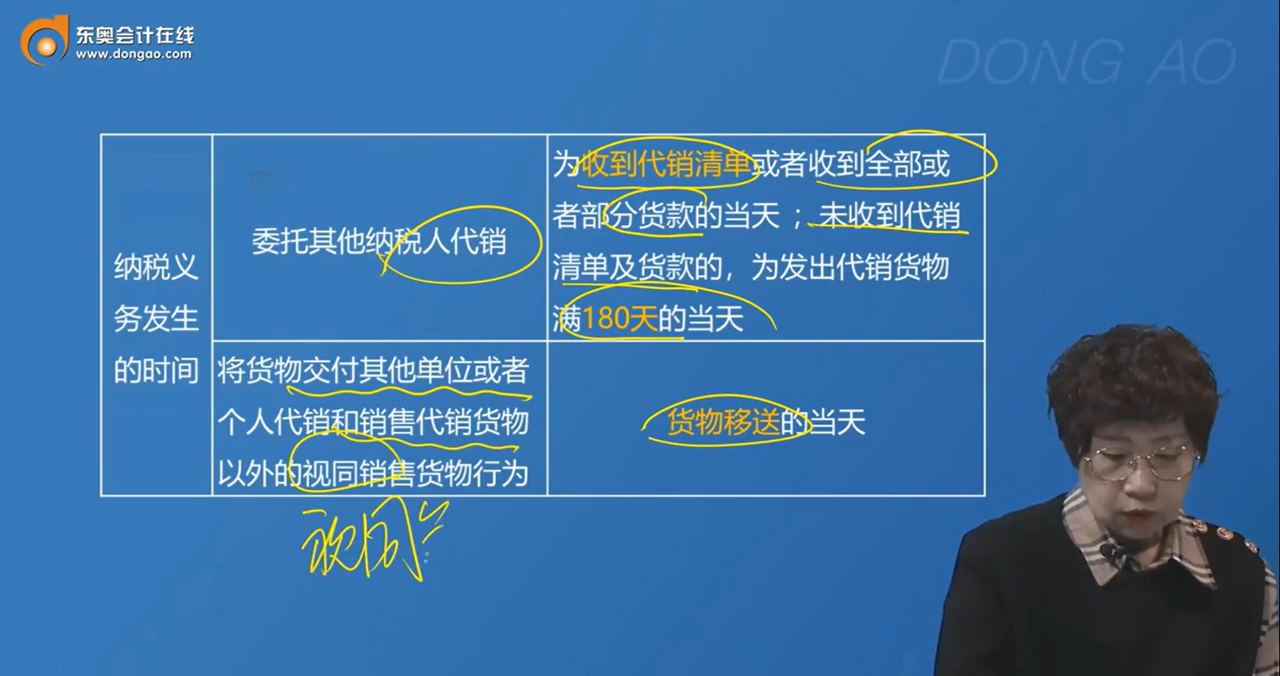 东奥会计在线
www.dongao.com
DONG AO
纳税义
务发生
的时间
委托其他纳税人代销
为收到代销清单或者收到全部或
者部分货款的当天；未收到代销
清单及货款的，为发出代销货物
满180天的当天
将货物交付其他单位或者
个人代销和销售代销货物
以外的视同销售货物行为
货物移送的当天
视同